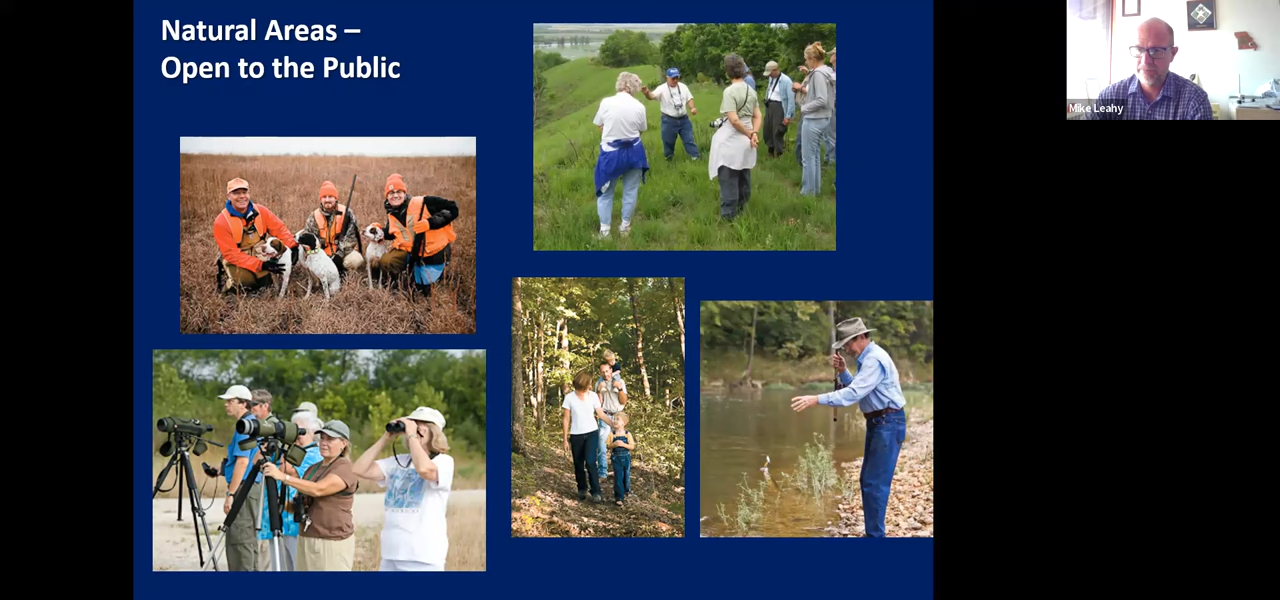 Natural Areas –
Open to the Public
Mike Leahy